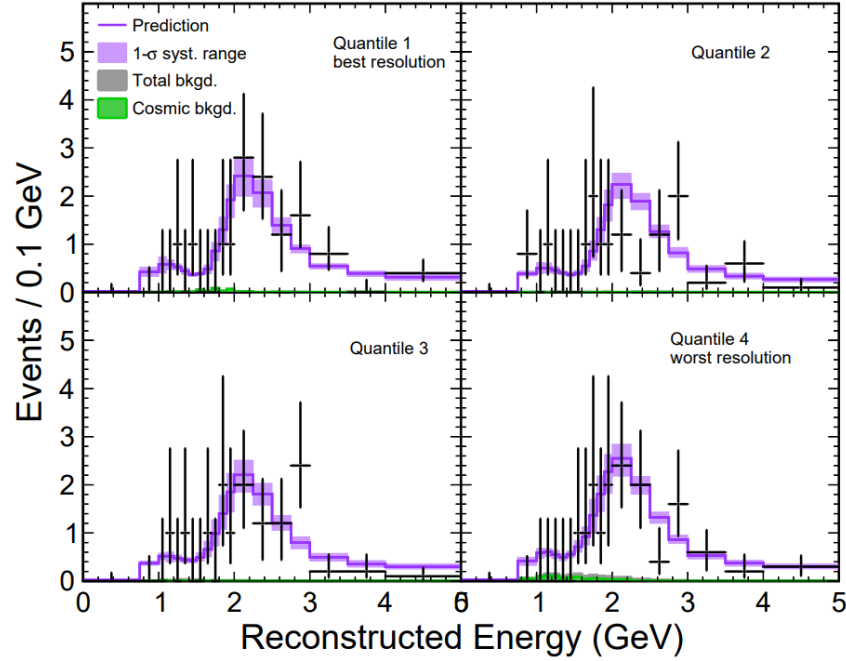 Prediction
1-σ syst. range
Total bkgd.
Cosmic bkgd.
Quantile 1
best resolution
Quantile 2
5
4
3
2
1
0
Events / 0.1 GeV
Quantile 3
Quantile 4
worst resolution
5
4
3
2
1
0
0 1 2 3 4 5 0 1 2 3 4 5
Reconstructed Energy (GeV)